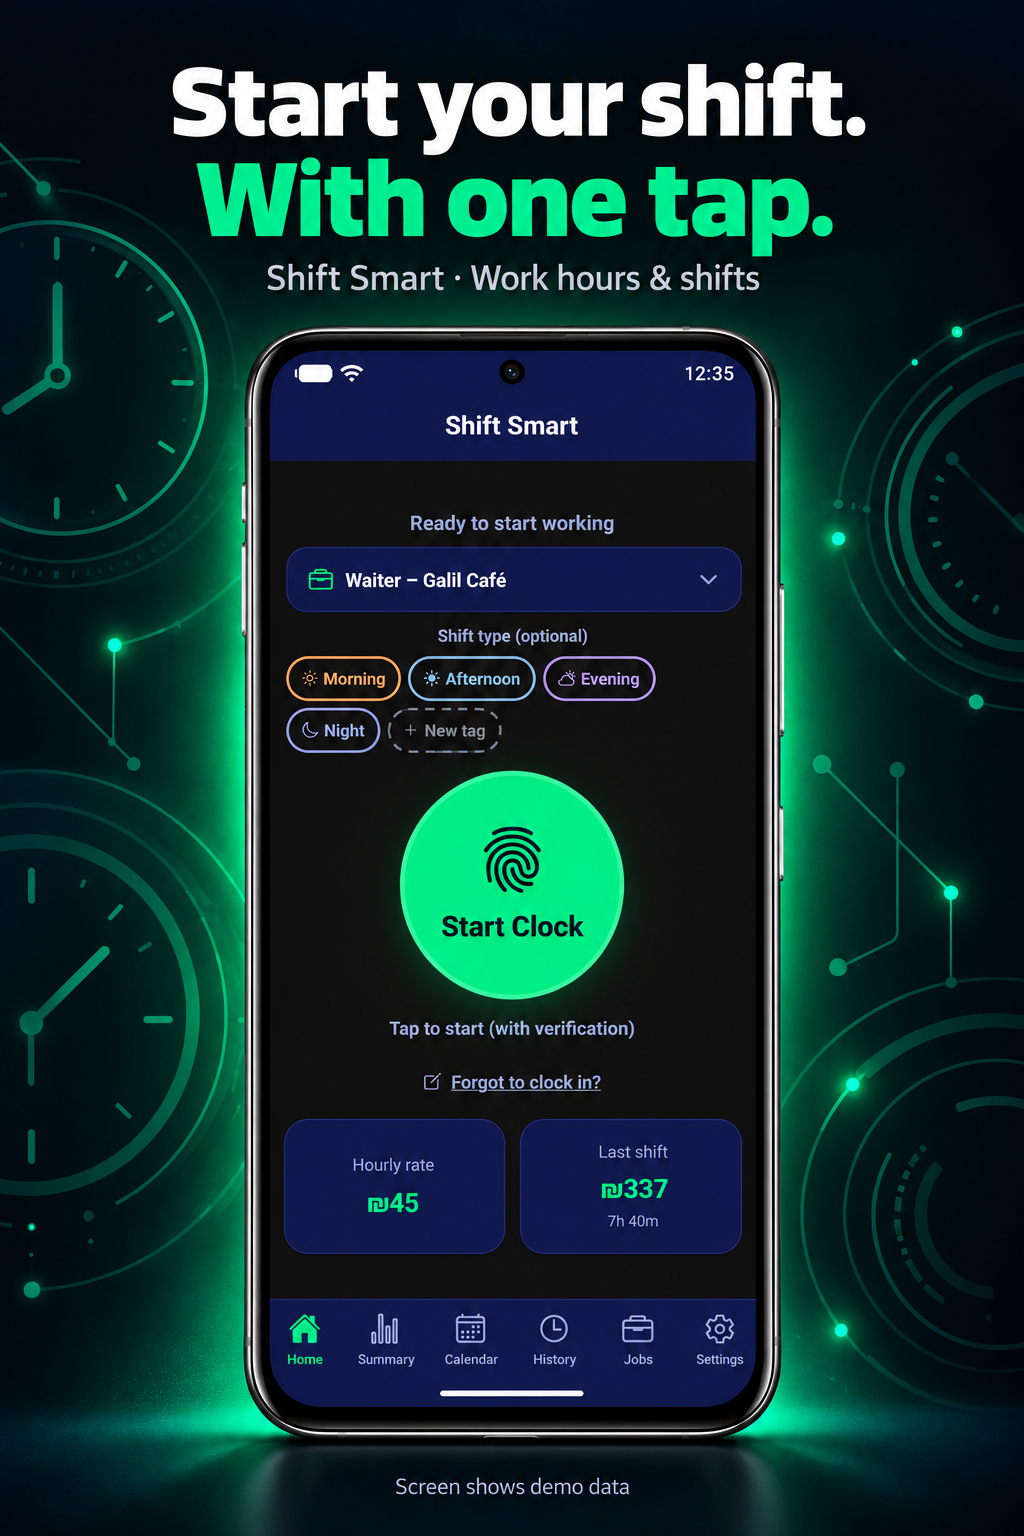 Start your shift.
With one tap.
Shift Smart · Work hours & shifts
12:35
Shift Smart
Ready to start working
Waiter – Galil Café
Shift type (optional)
Morning Afternoon Evening
Night + New tag
Start Clock
Tap to start (with verification)
Forgot to clock in?
Hourly rate
₪45
Last shift
₪337
7h 40m
Home Summary Calendar History Jobs Settings
Screen shows demo data